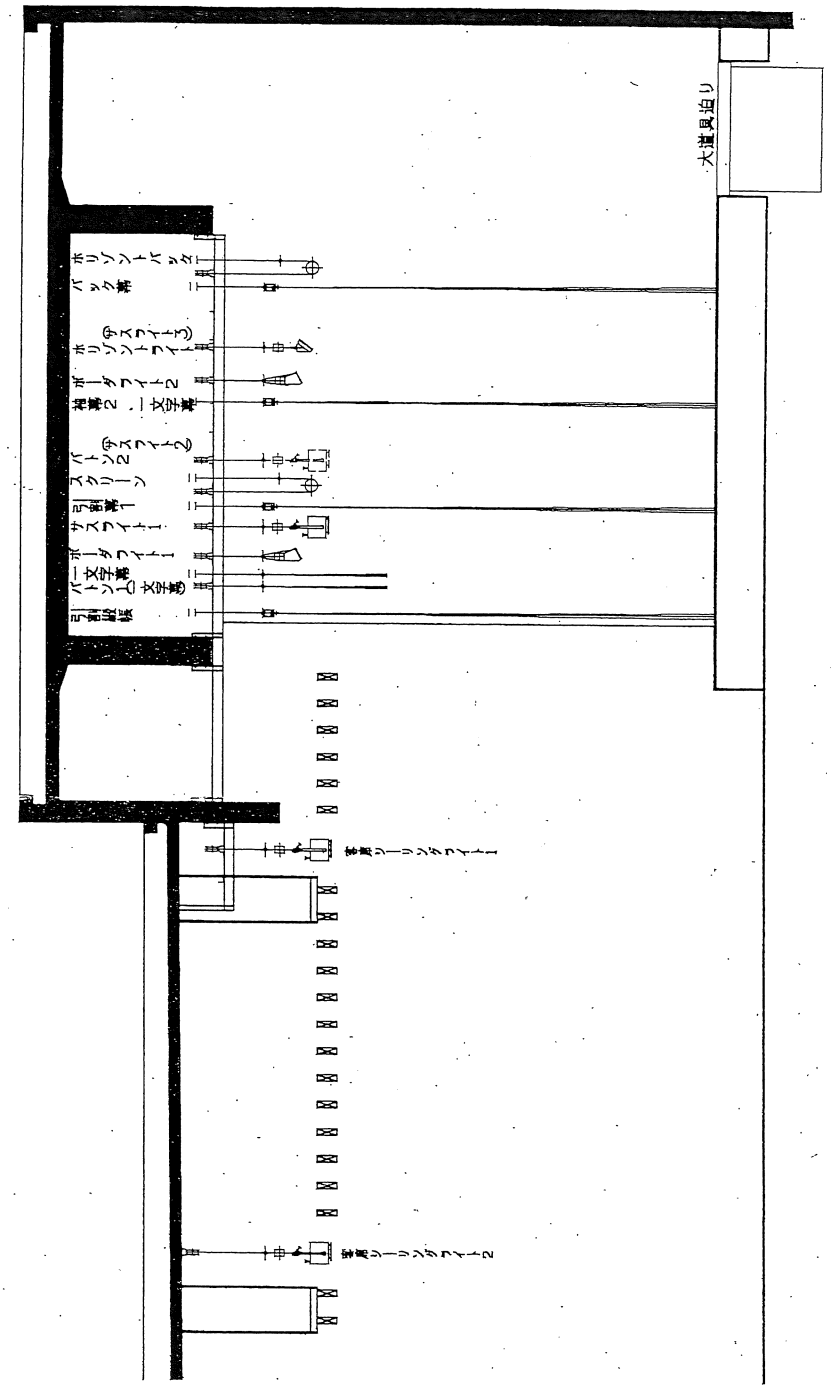 大道具迫り
ホリゾントバック
バック幕
(サスライト3)
ホリゾントライト
ボーダライト2
袖幕2 、一文字幕
(サスライト2)
バトン2
スクリーン
引割幕1
サスライト1
ボーダライト1
一文字幕
バトン1(一文字幕)
引割緞帳
客席シーリングライト1
客席シーリングライト2